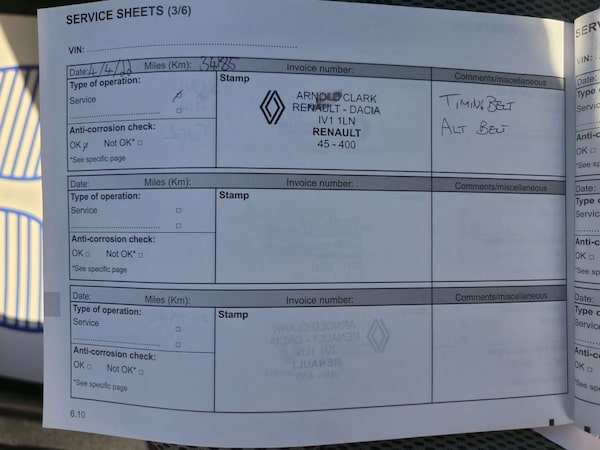 SERVICE SHEETS (3/6)
VIN:
Date: 4/4/23 Miles (Km): 34885 Invoice number:
Type of operation:
Service
Anti-corrosion check:
OK Not OK*
*See specific page
Stamp
ARNOLD CLARK
RENAULT - DACIA
IV1 1LN
RENAULT
45 - 400
Comments/miscellaneous
TIMING BELT
ALT BELT
Date: Miles (Km): Invoice number:
Type of operation:
Service
Anti-corrosion check:
OK Not OK*
*See specific page
Stamp
Comments/miscellaneous
Date: Miles (Km): Invoice number:
Type of operation:
Service
Anti-corrosion check:
OK Not OK*
*See specific page
Stamp
Comments/miscellaneous
6.10